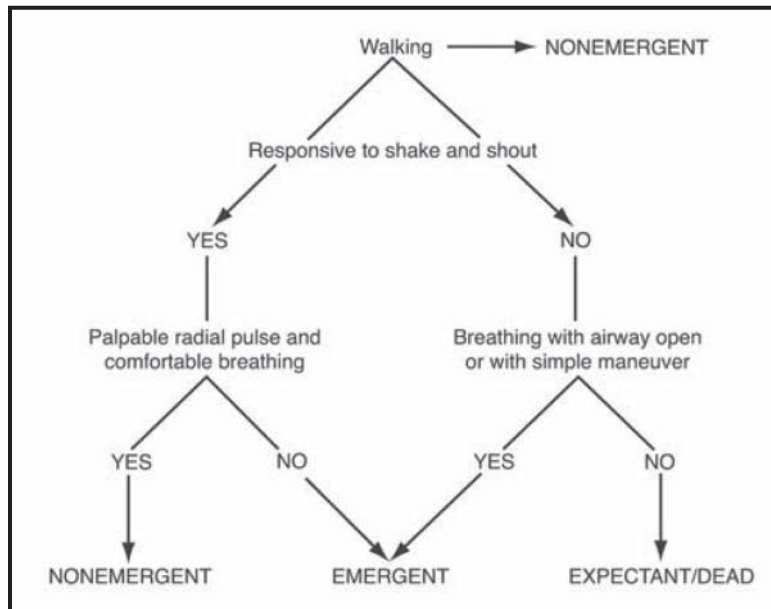 Walking
NONEMERGENT
Responsive to shake and shout
YES
NO
Palpable radial pulse and
comfortable breathing
Breathing with airway open
or with simple maneuver
YES
NO
YES
NO
NONEMERGENT
EMERGENT
EXPECTANT/DEAD